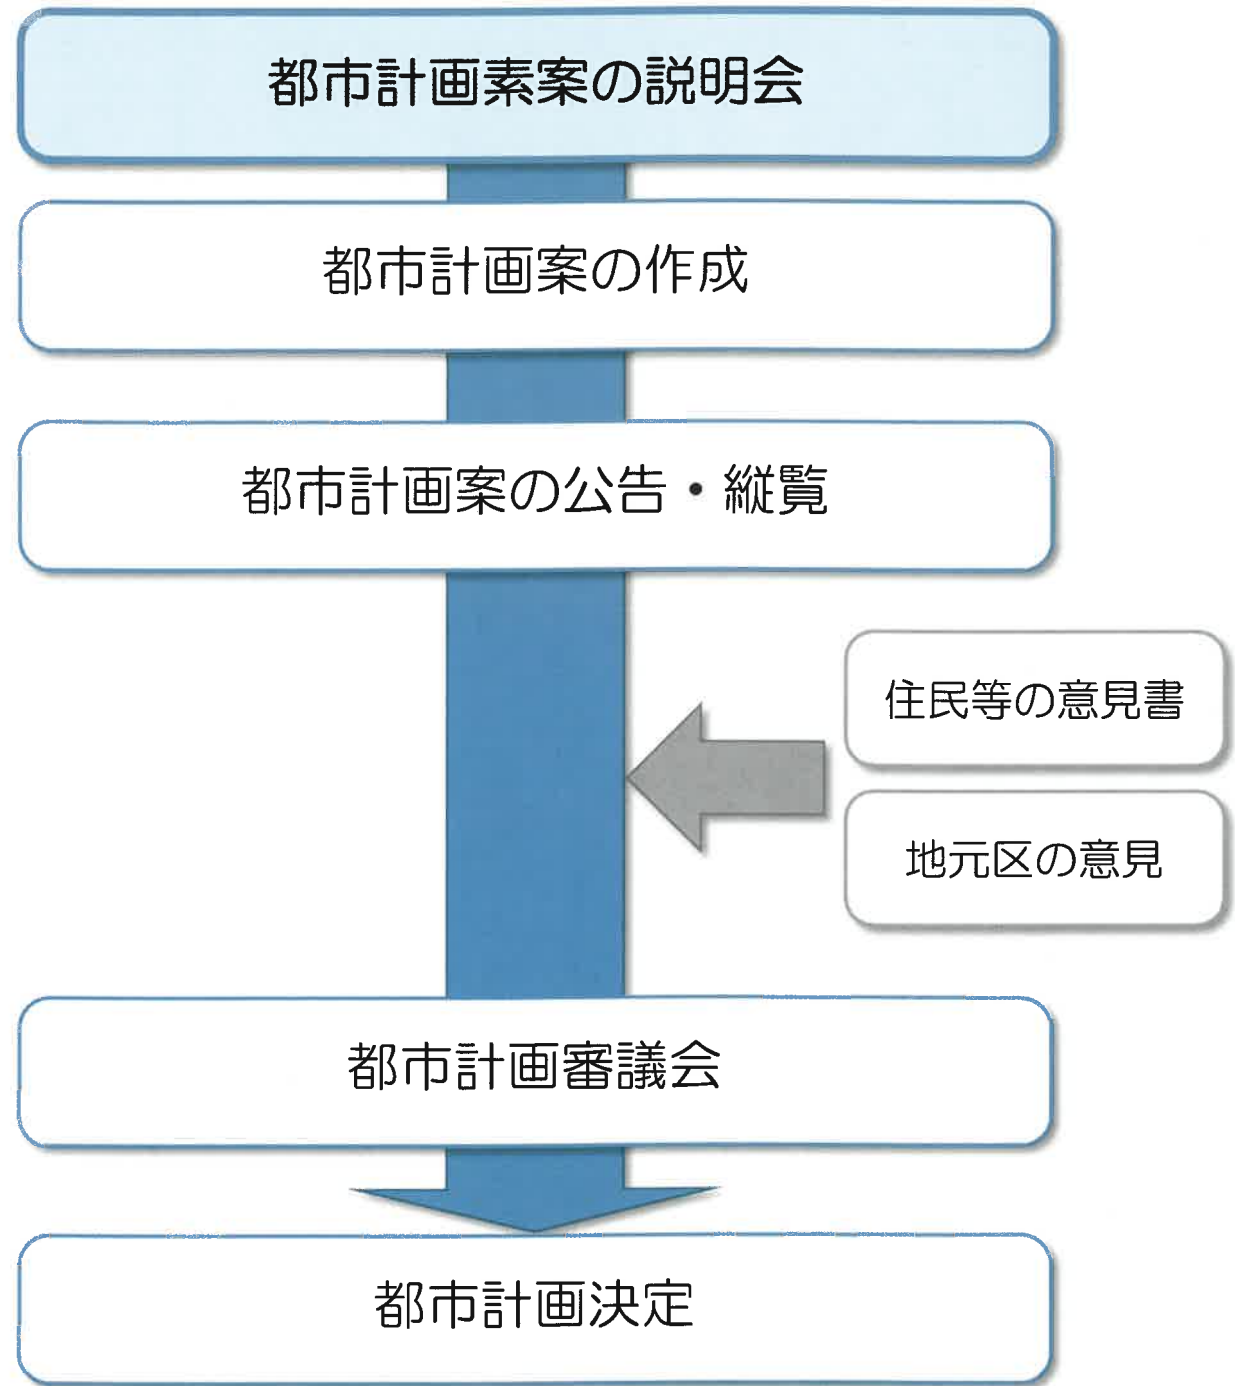 都市計画素案の説明会
都市計画案の作成
都市計画案の公告・縦覧
住民等の意見書
地元区の意見
都市計画審議会
都市計画決定